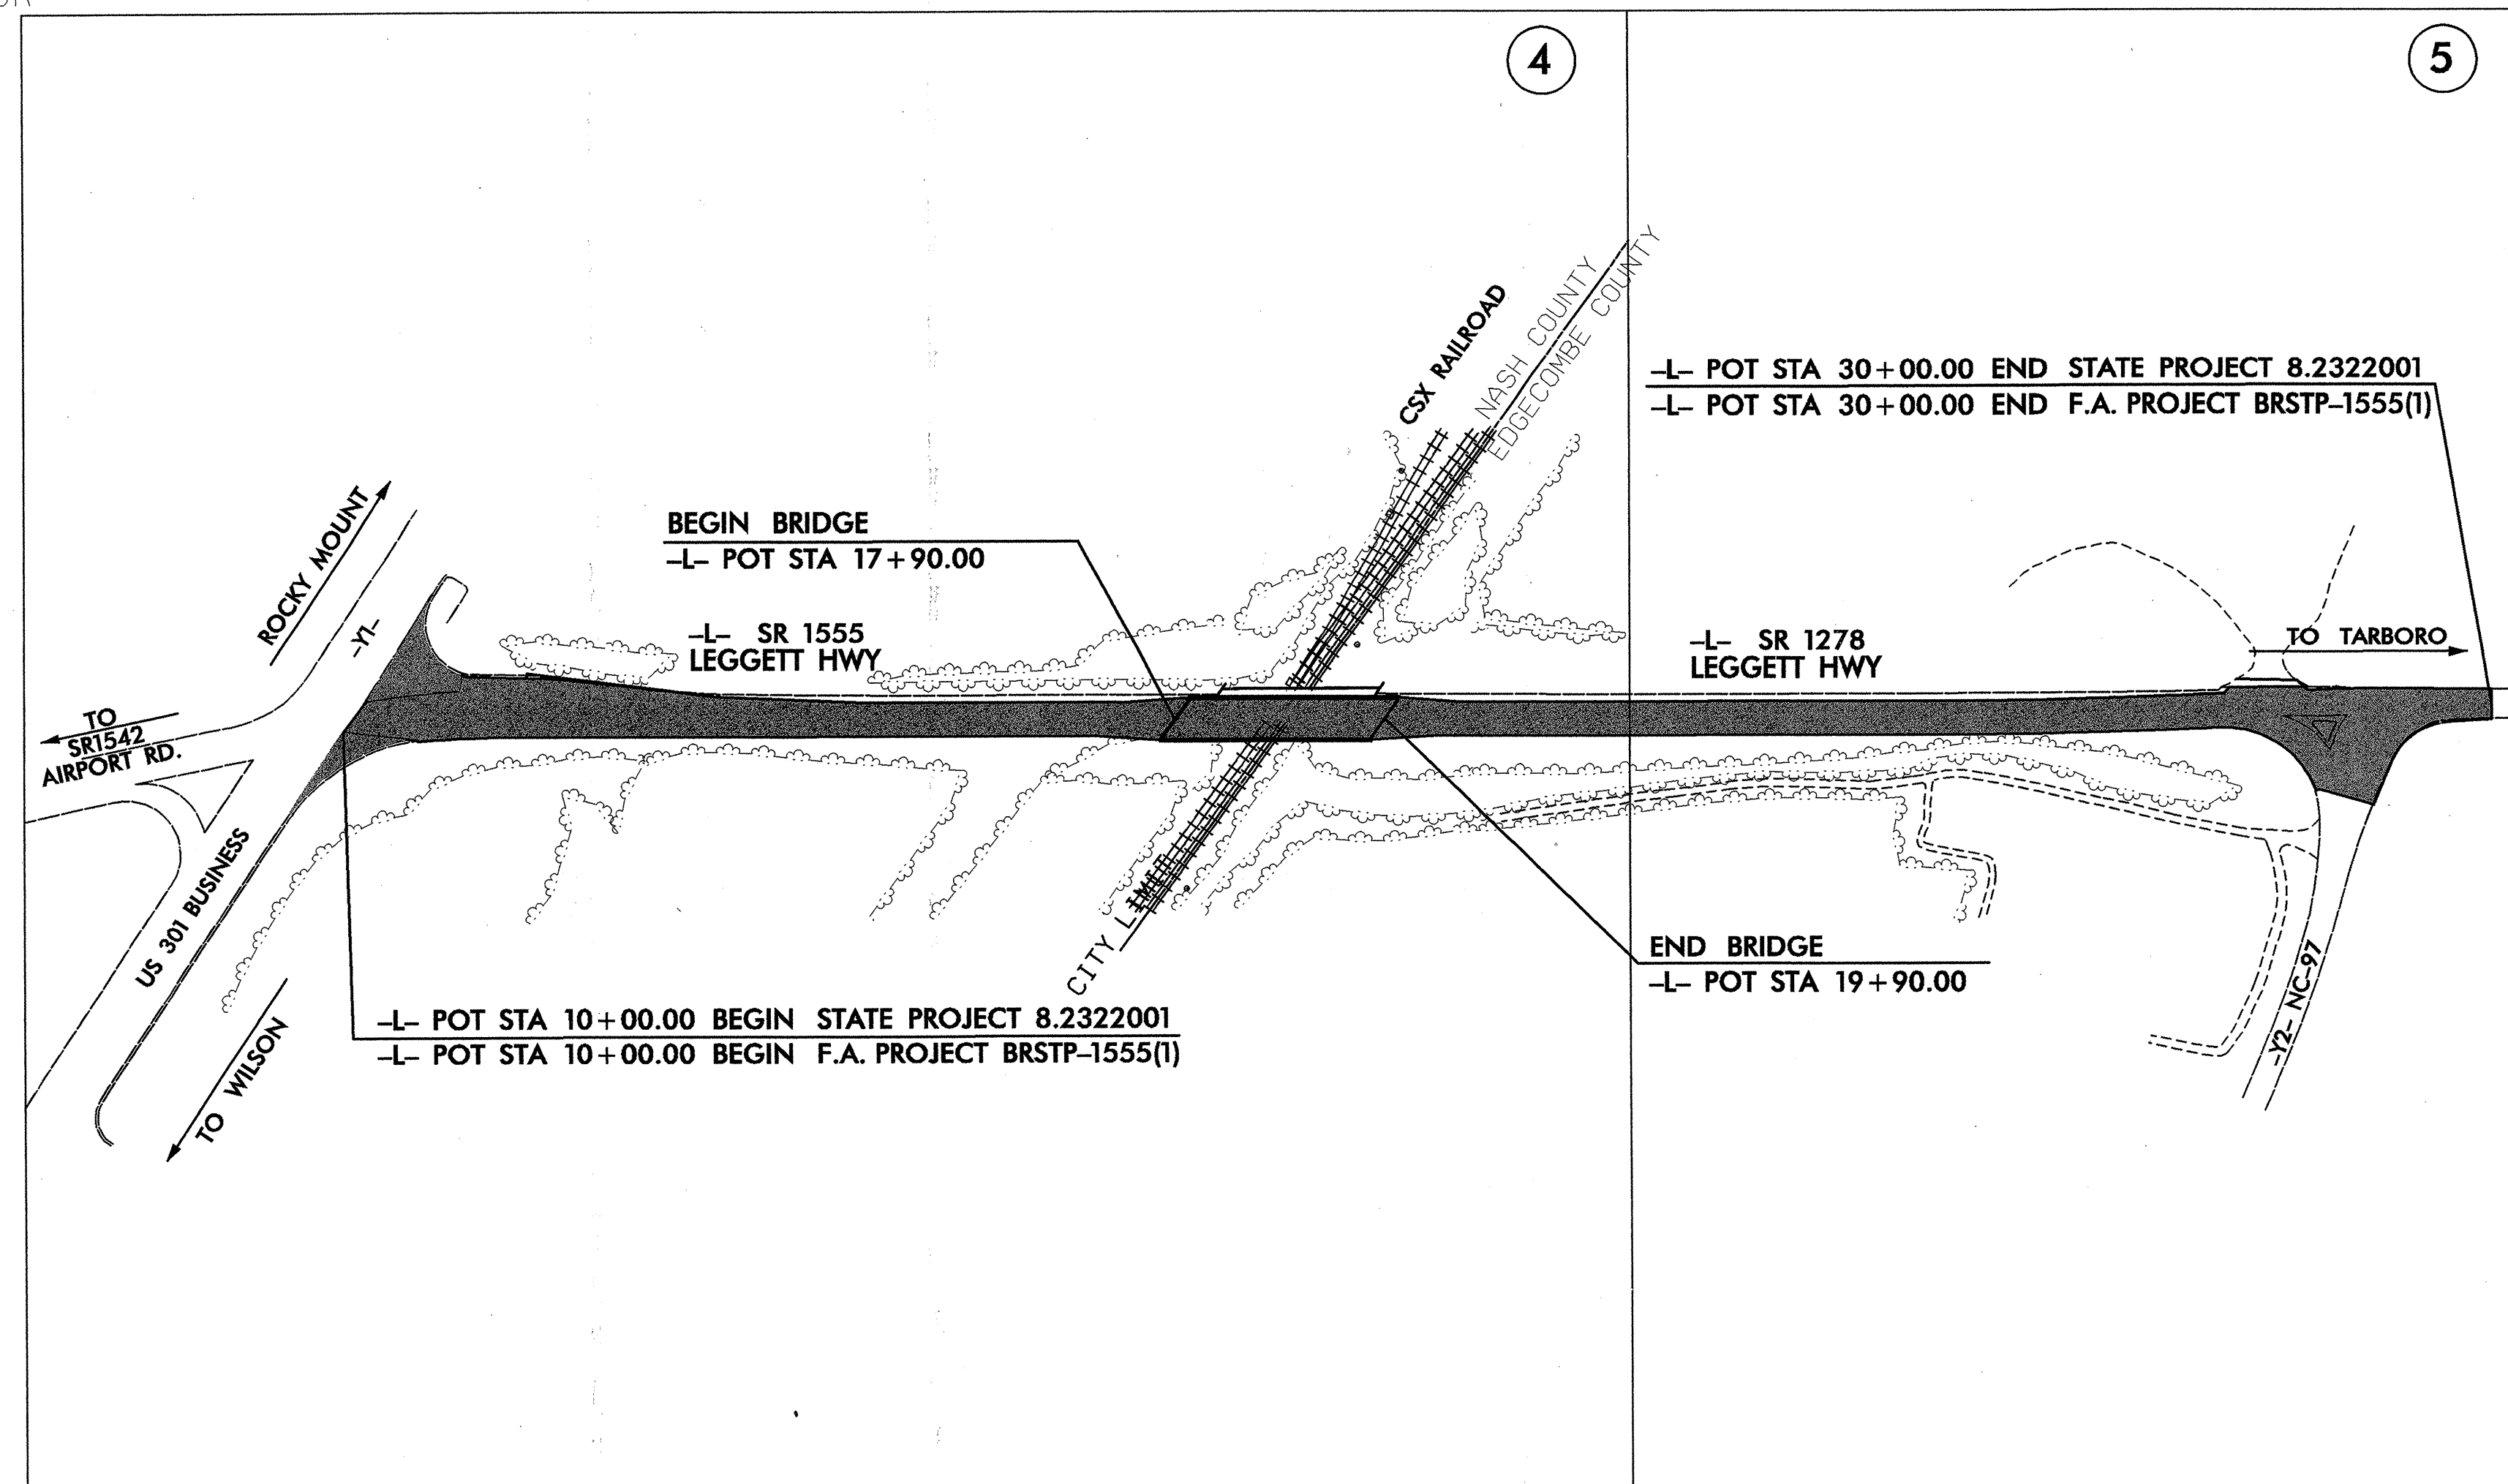 4
5
CSX RAILROAD
NASH COUNTY
EDGECOMBE COUNTY
-L- POT STA 30+00.00 END STATE PROJECT 8.2322001
-L- POT STA 30+00.00 END F.A. PROJECT BRSTP-1555(1)
ROCKY MOUNT
-Y1-
BEGIN BRIDGE
-L- POT STA 17+90.00
-L- SR 1555
LEGGETT HWY
-L- SR 1278
LEGGETT HWY
TO TARBORO
TO
SR1542
AIRPORT RD.
US 301 BUSINESS
TO WILSON
CITY LIMIT
END BRIDGE
-L- POT STA 19+90.00
-L- POT STA 10+00.00 BEGIN STATE PROJECT 8.2322001
-L- POT STA 10+00.00 BEGIN F.A. PROJECT BRSTP-1555(1)
-Y2- NC-97